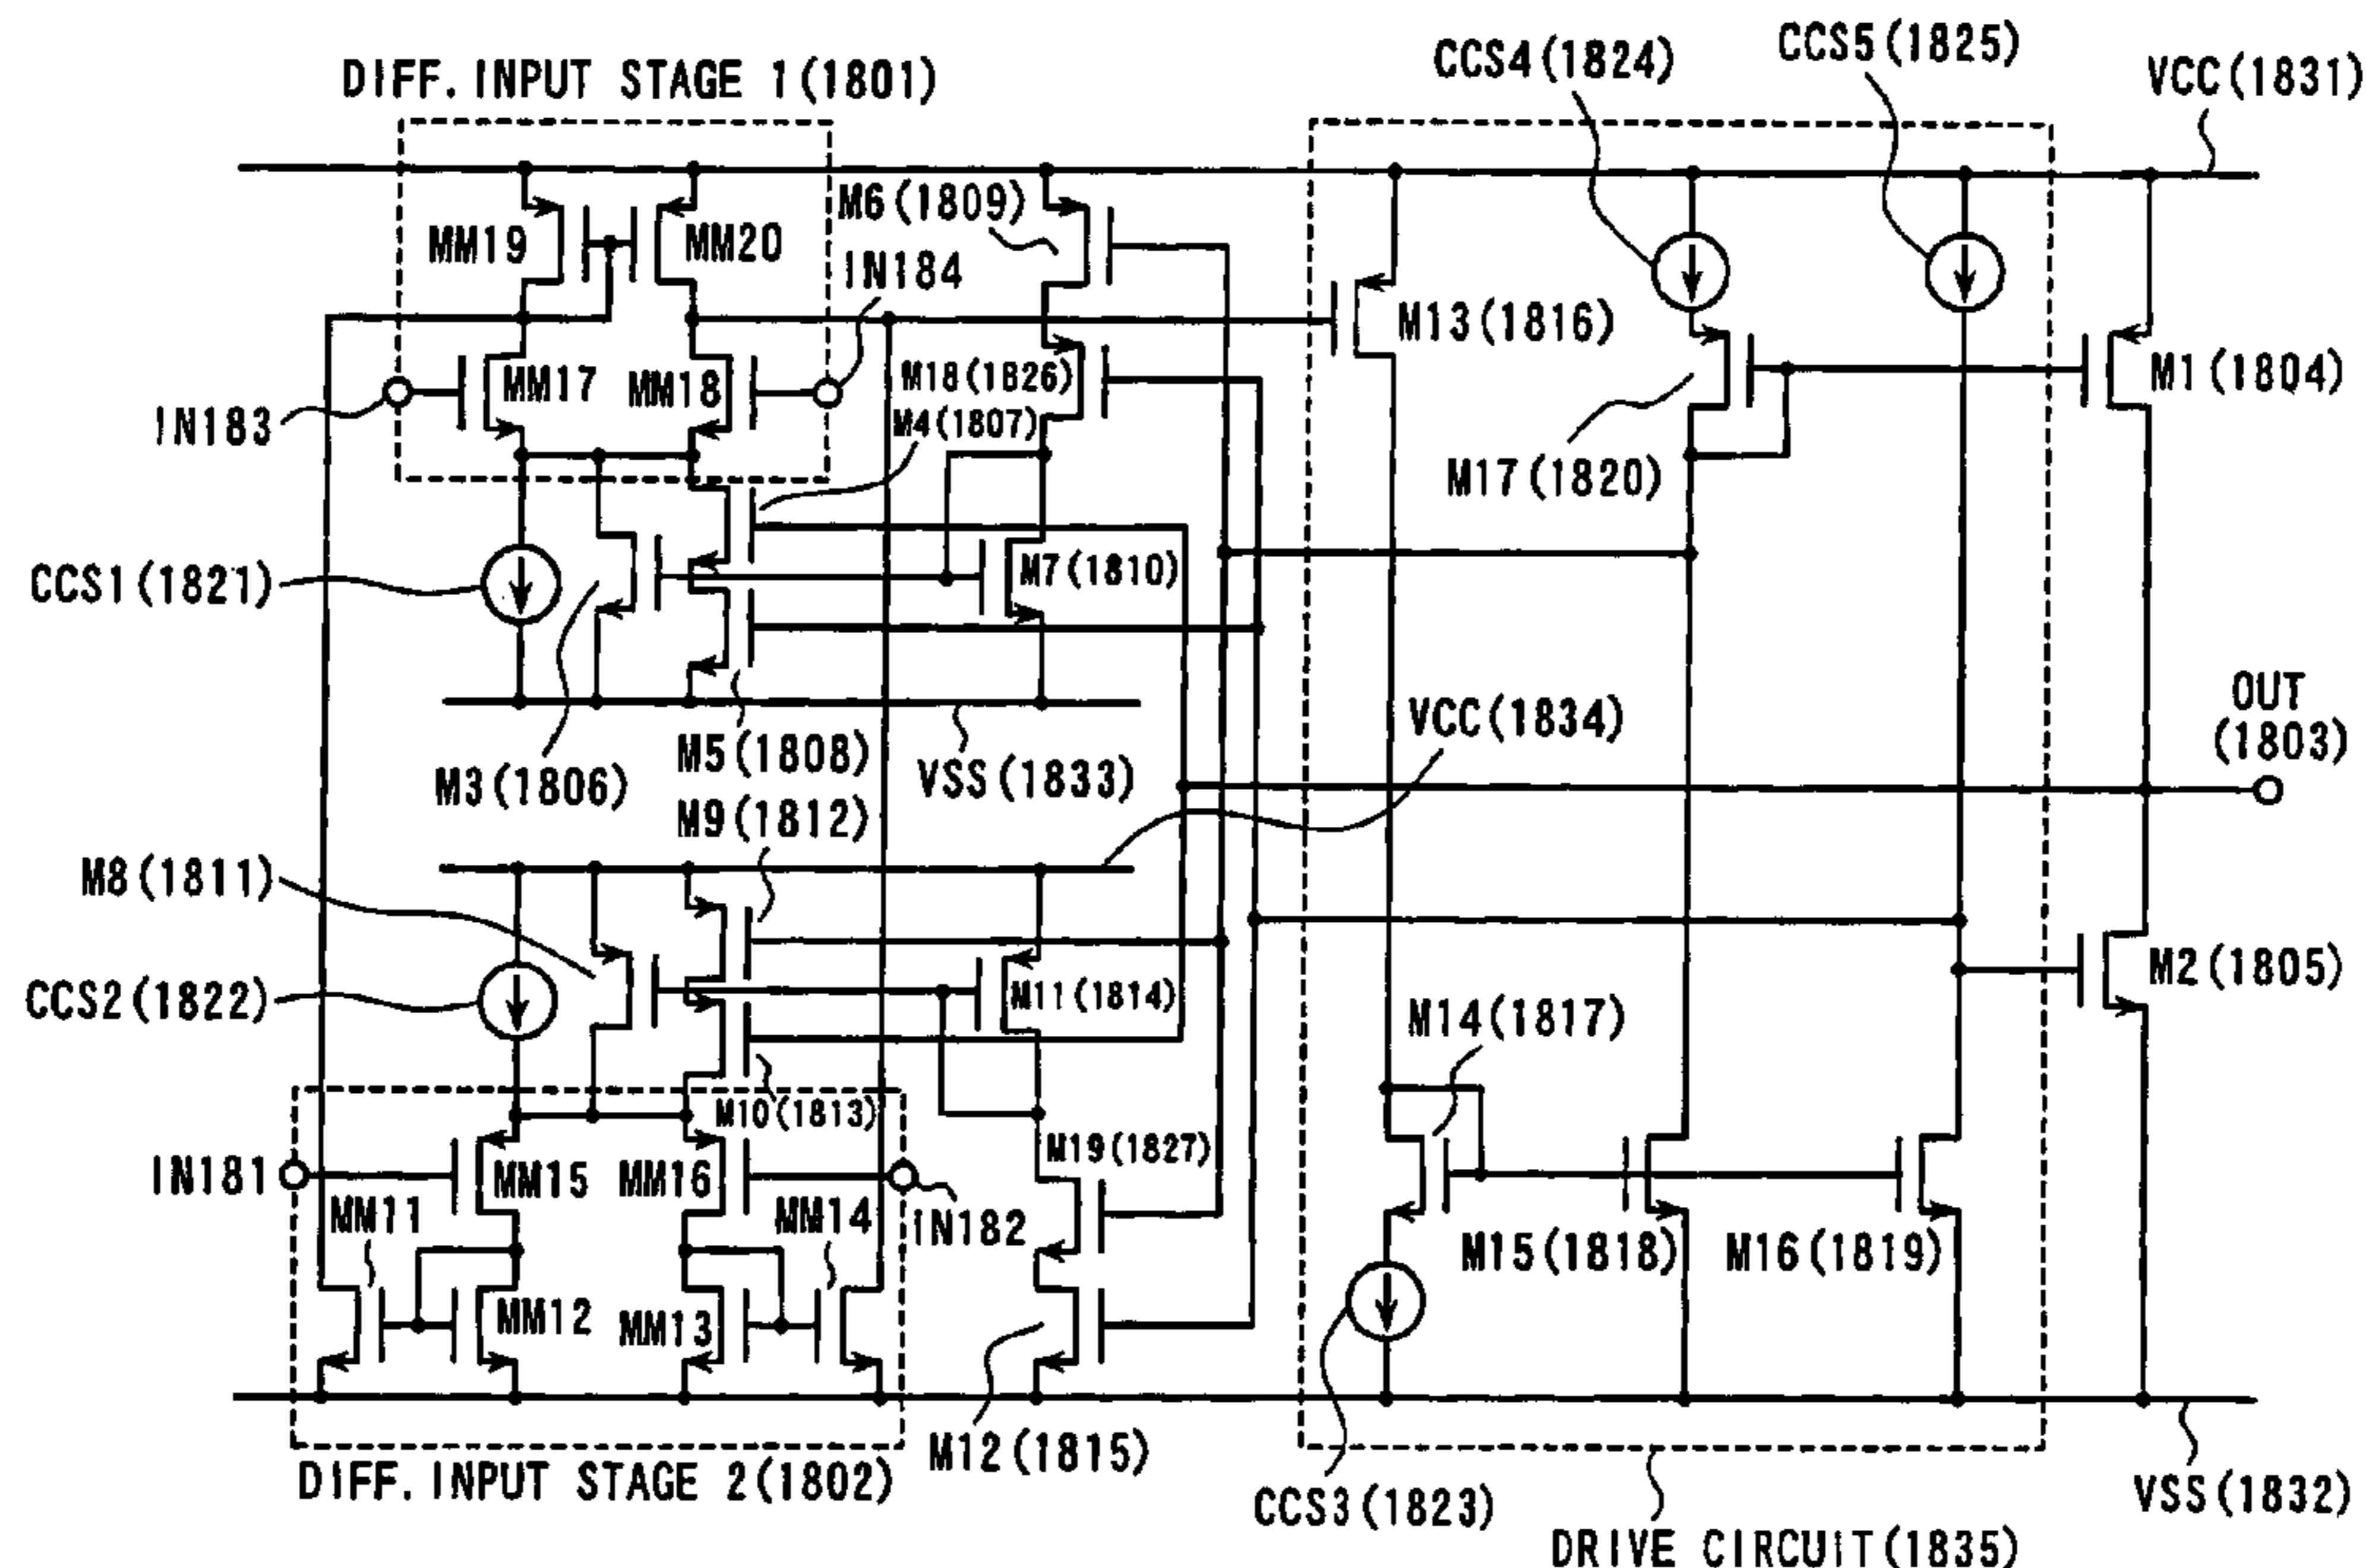 CCS4(1824)
CCS5(1825)
VCC(1831)
DIFF.INPUT STAGE 1(1801)
M6(1809)
MM19
MM20
IN184
M13(1816)
MM17
MM18
M18(1826)
M1(1804)
IN183
M4(1807)
M17(1820)
CCS1(1821)
M7(1810)
OUT
(1803)
VCC(1834)
M5(1808)
VSS(1833)
M3(1806)
M9(1812)
M8(1811)
CCS2(1822)
M11(1814)
M2(1805)
M14(1817)
M10(1813)
M19(1827)
IN181
MM15
MM16
MM11
MM14
IN182
M15(1818)
M16(1819)
MM12
MM13
M12(1815)
DIFF.INPUT STAGE 2(1802)
CCS3(1823)
VSS(1832)
DRIVE CIRCUIT(1835)